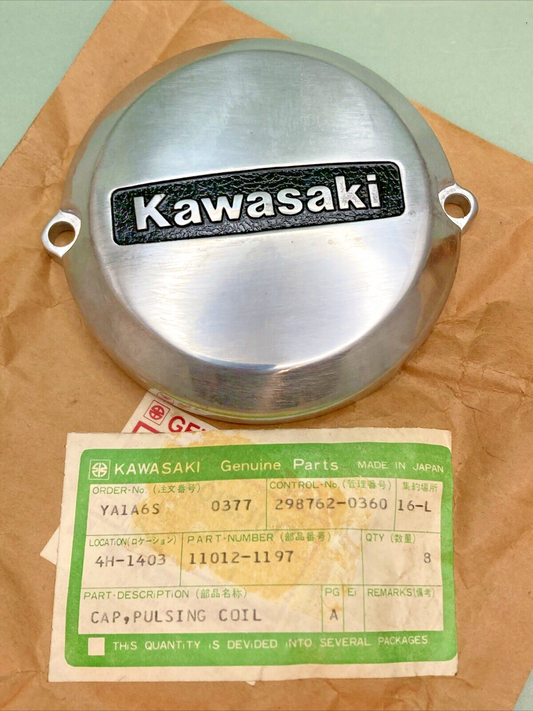 Kawasaki
GE
KAWASAKI Genuine Parts MADE IN JAPAN
ORDER-No. (注文番号) CONTROL-No. (管理番号) 集約場所
YA1A6S 0377 298762-0360 16-L
LOCATION(ロケーション) PART-NUMBER (部品番号) QTY (数量)
4H-1403 11012-1197 8
PART-DESCRIPTION (部品名称) PG Ei REMARKS(備考)
CAP,PULSING COIL A
THiS QUANTiTY iS DEViDED iNTO SEVERAL PACKAGES.